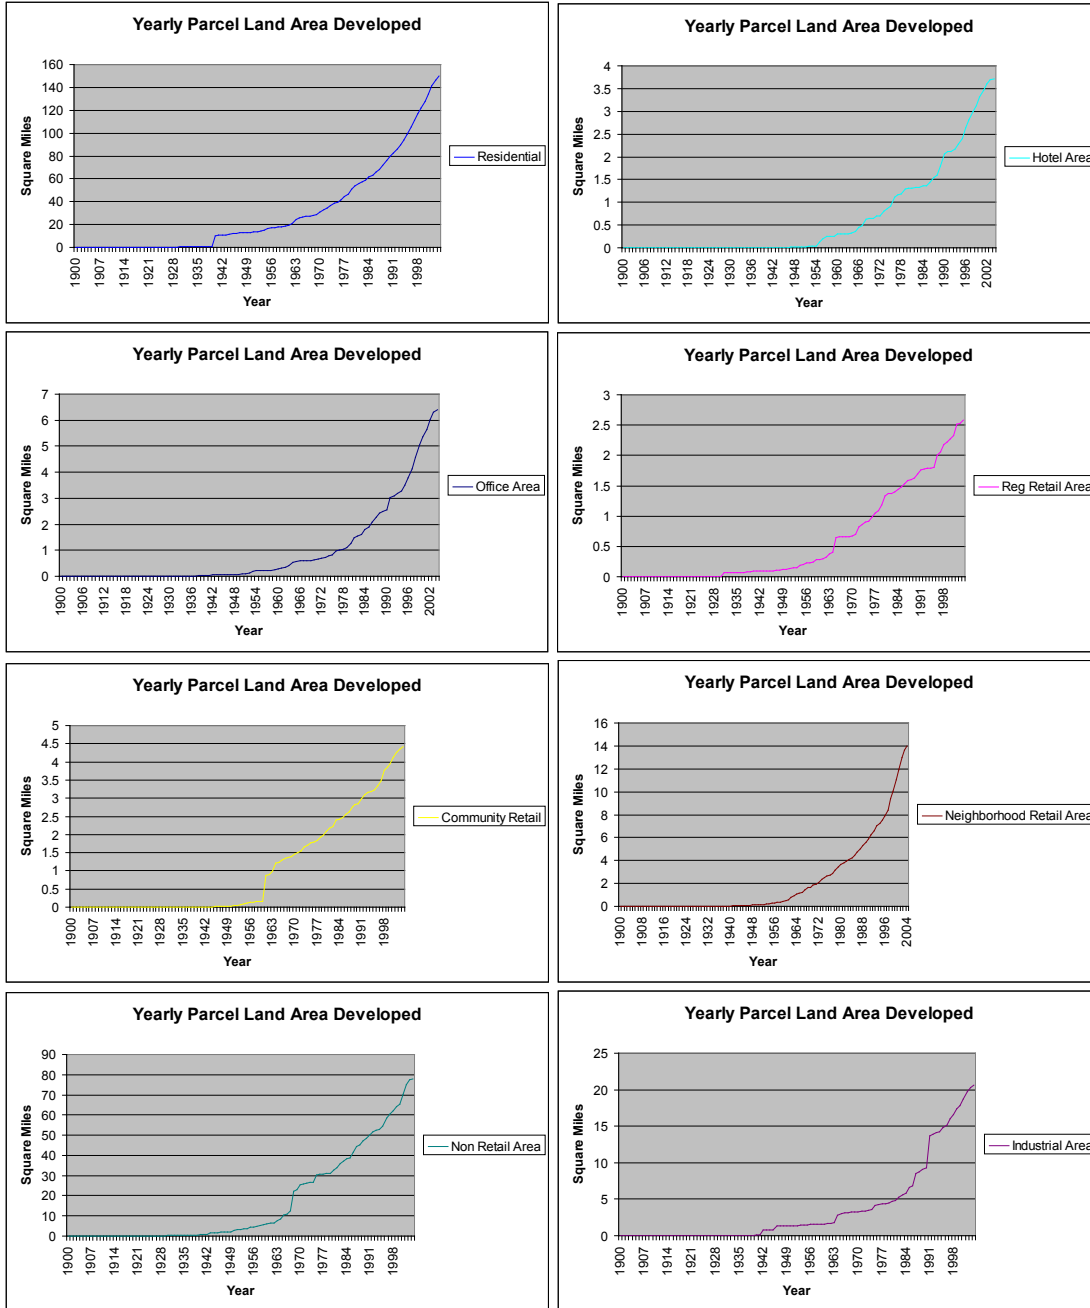 Yearly Parcel Land Area Developed
160
140
120
100
80
60
40
20
0
Square Miles
1900 1907 1914 1921 1928 1935 1942 1949 1956 1963 1970 1977 1984 1991 1998
Year
Residential
Yearly Parcel Land Area Developed
4
3.5
3
2.5
2
1.5
1
0.5
0
Square Miles
1900 1906 1912 1918 1924 1930 1936 1942 1948 1954 1960 1966 1972 1978 1984 1990 1996 2002
Year
Hotel Area
Yearly Parcel Land Area Developed
7
6
5
4
3
2
1
0
Square Miles
1900 1906 1912 1918 1924 1930 1936 1942 1948 1954 1960 1966 1972 1978 1984 1990 1996 2002
Year
Office Area
Yearly Parcel Land Area Developed
3
2.5
2
1.5
1
0.5
0
Square Miles
1900 1907 1914 1921 1928 1935 1942 1949 1956 1963 1970 1977 1984 1991 1998
Year
Reg Retail Area
Yearly Parcel Land Area Developed
5
4.5
4
3.5
3
2.5
2
1.5
1
0.5
0
Square Miles
1900 1907 1914 1921 1928 1935 1942 1949 1956 1963 1970 1977 1984 1991 1998
Year
Community Retail
Yearly Parcel Land Area Developed
16
14
12
10
8
6
4
2
0
Square Miles
1900 1908 1916 1924 1932 1940 1948 1956 1964 1972 1980 1988 1996 2004
Year
Neighborhood Retail Area
Yearly Parcel Land Area Developed
90
80
70
60
50
40
30
20
10
0
Square Miles
1900 1907 1914 1921 1928 1935 1942 1949 1956 1963 1970 1977 1984 1991 1998
Year
Non Retail Area
Yearly Parcel Land Area Developed
25
20
15
10
5
0
Square Miles
1900 1907 1914 1921 1928 1935 1942 1949 1956 1963 1970 1977 1984 1991 1998
Year
Industrial Area